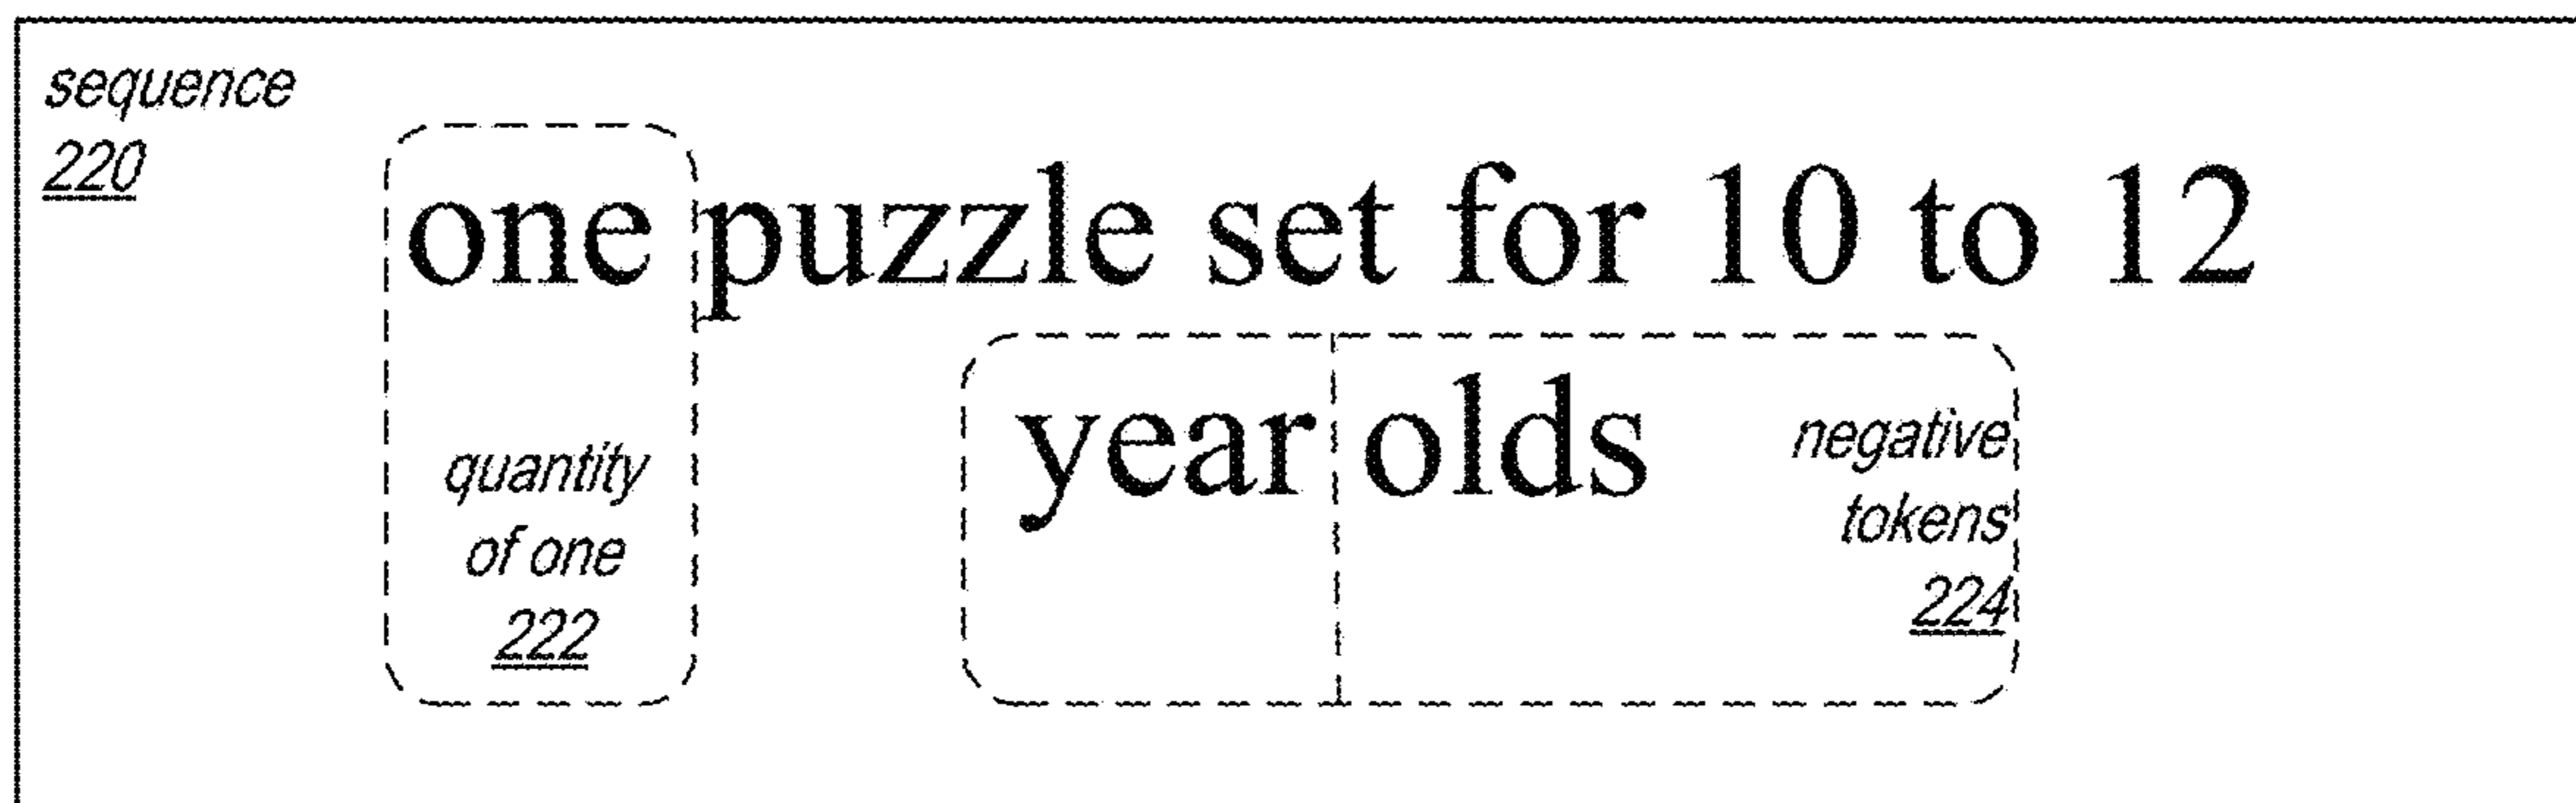 sequence
220
one puzzle set for 10 to 12
year olds
quantity
of one
222
negative
tokens
224